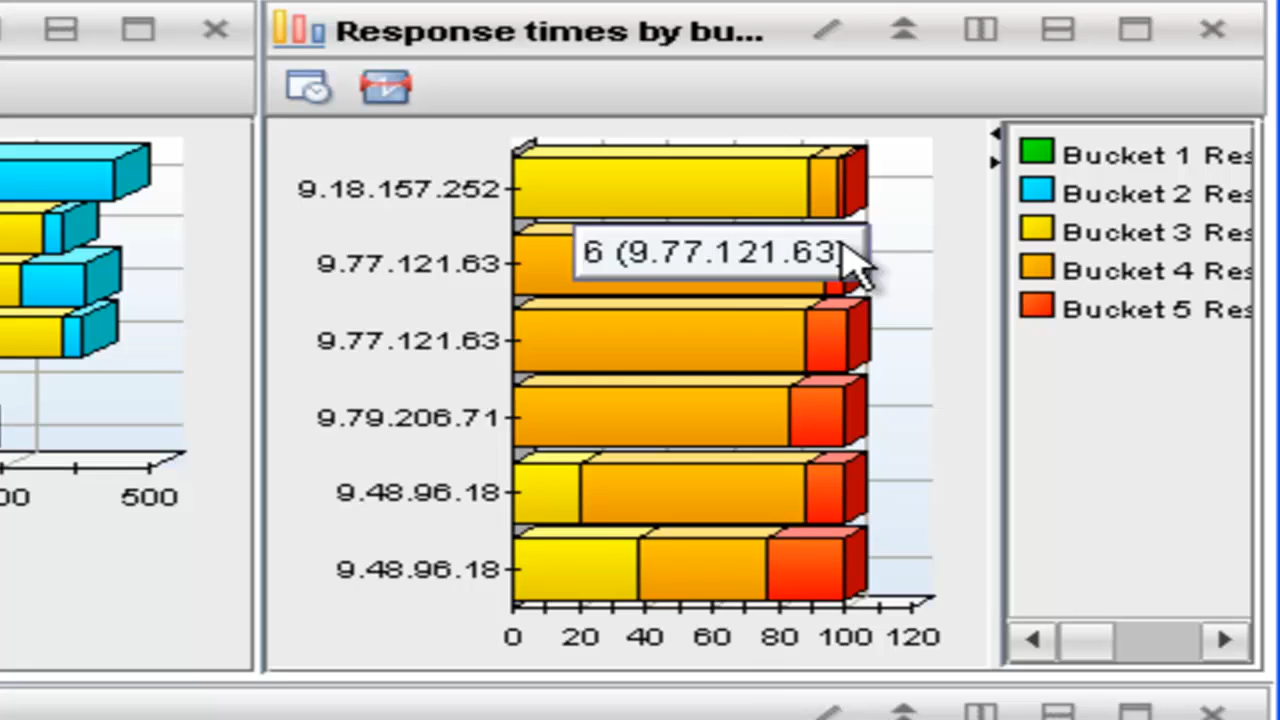 Response times by bu...
9.18.157.252
9.77.121.63
6 (9.77.121.63)
9.77.121.63
9.79.206.71
9.48.96.18
9.48.96.18
0 20 40 60 80 100 120
Bucket 1 Res
Bucket 2 Res
Bucket 3 Res
Bucket 4 Res
Bucket 5 Res
00 500